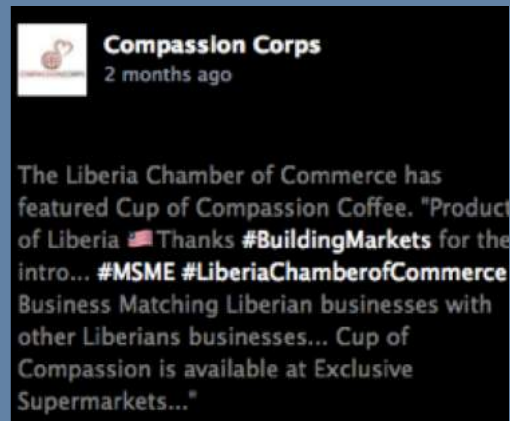 Compassion Corps
2 months ago
The Liberia Chamber of Commerce has
featured Cup of Compassion Coffee. "Product
of Liberia 🇱🇷Thanks #BuildingMarkets for the
intro... #MSME #LiberiaChamberofCommerce
Business Matching Liberian businesses with
other Liberians businesses... Cup of
Compassion is available at Exclusive
Supermarkets..."